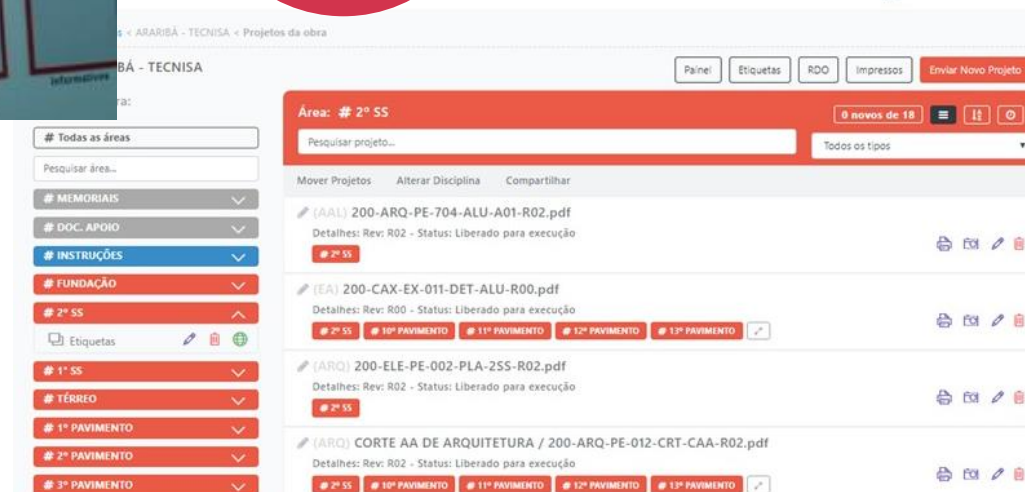 informativos
s < ARARIBÁ - TECNISA < Projetos da obra
BÁ - TECNISA
Painel Etiquetas RDO Impressos Enviar Novo Projeto
ra:
# Todas as áreas
Pesquisar área...
# MEMORIAIS
# DOC. APOIO
# INSTRUÇÕES
# FUNDAÇÃO
# 2º SS
Etiquetas
# 1º SS
# TÉRREO
# 1º PAVIMENTO
# 2º PAVIMENTO
# 3º PAVIMENTO
Área: # 2º SS
0 novos de 18
Pesquisar projeto...
Todos os tipos
Mover Projetos Alterar Disciplina Compartilhar
(AAL) 200-ARQ-PE-704-ALU-A01-R02.pdf
Detalhes: Rev: R02 - Status: Liberado para execução
# 2º SS
(EA) 200-CAX-EX-011-DET-ALU-R00.pdf
Detalhes: Rev: R00 - Status: Liberado para execução
# 2º SS # 10º PAVIMENTO # 11º PAVIMENTO # 12º PAVIMENTO # 13º PAVIMENTO
(ARQ) 200-ELE-PE-002-PLA-2SS-R02.pdf
Detalhes: Rev: R02 - Status: Liberado para execução
# 2º SS
(ARQ) CORTE AA DE ARQUITETURA / 200-ARQ-PE-012-CRT-CAA-R02.pdf
Detalhes: Rev: R02 - Status: Liberado para execução
# 2º SS # 10º PAVIMENTO # 11º PAVIMENTO # 12º PAVIMENTO # 13º PAVIMENTO